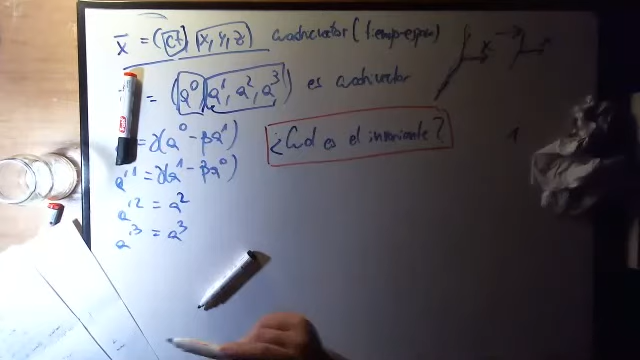 x̄ = (ct, x, y, z) cuadrivector (tiempo-espacio)
= (a⁰, a¹, a², a³) es cuadrivector
= γ(a⁰ - βa¹)
¿Cuál es el invariante?
a'¹ = γ(a¹ - βa⁰)
a'² = a²
a'³ = a³